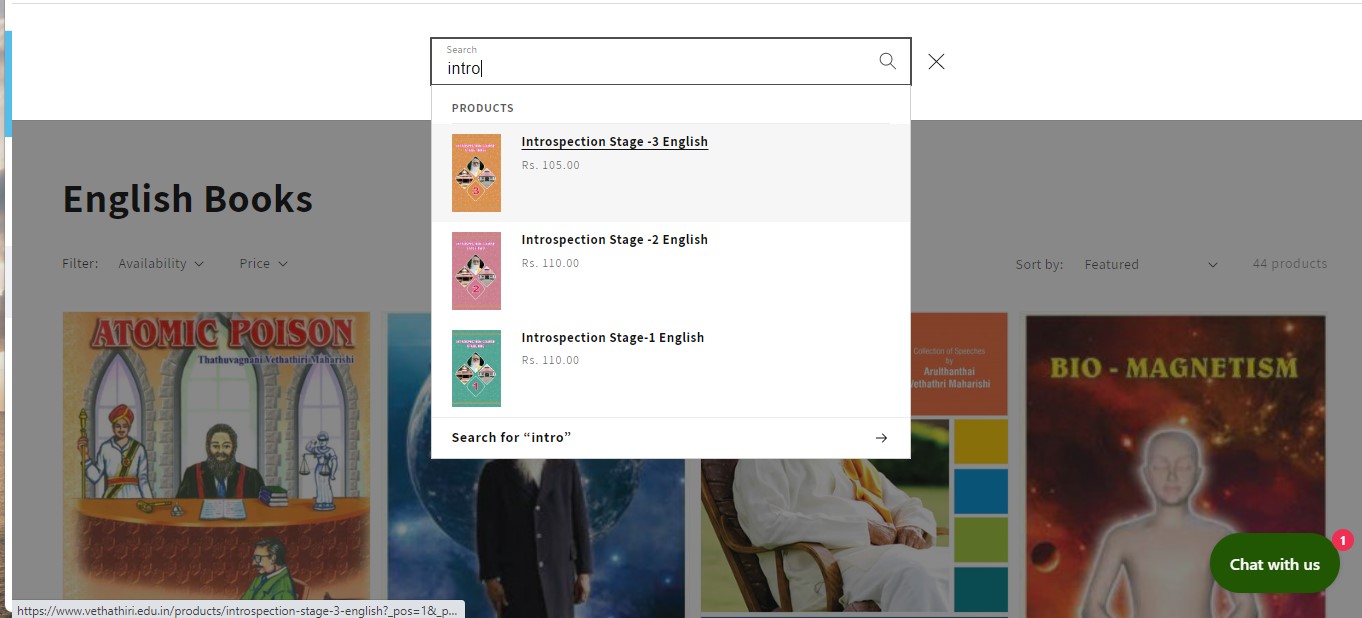 Search
intro
PRODUCTS
Introspection Stage -3 English
Rs. 105.00
Introspection Stage -2 English
Rs. 110.00
Introspection Stage-1 English
Rs. 110.00
Search for “intro”
English Books
Filter: Availability Price
Sort by: Featured 44 products
ATOMIC POISON
Thathuvagnani Vethathiri Maharishi
Collection of Speeches
by
Arulthanthai
Vethathri Maharishi
BIO - MAGNETISM
Chat with us
1
https://www.vethathiri.edu.in/products/introspection-stage-3-english?_pos=1&_p...